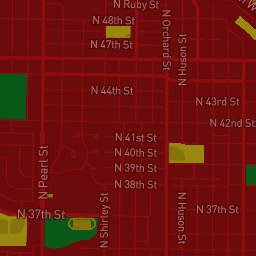 N Ruby St
N 48th St
N Orchard St
N Huson St
N 47th St
N 44th St
N 43rd St
N 42nd St
N 41st St
N 40th St
N 39th St
N 38th St
N Pearl St
N Shirley St
N Huson St
N 37th St
N 37th St